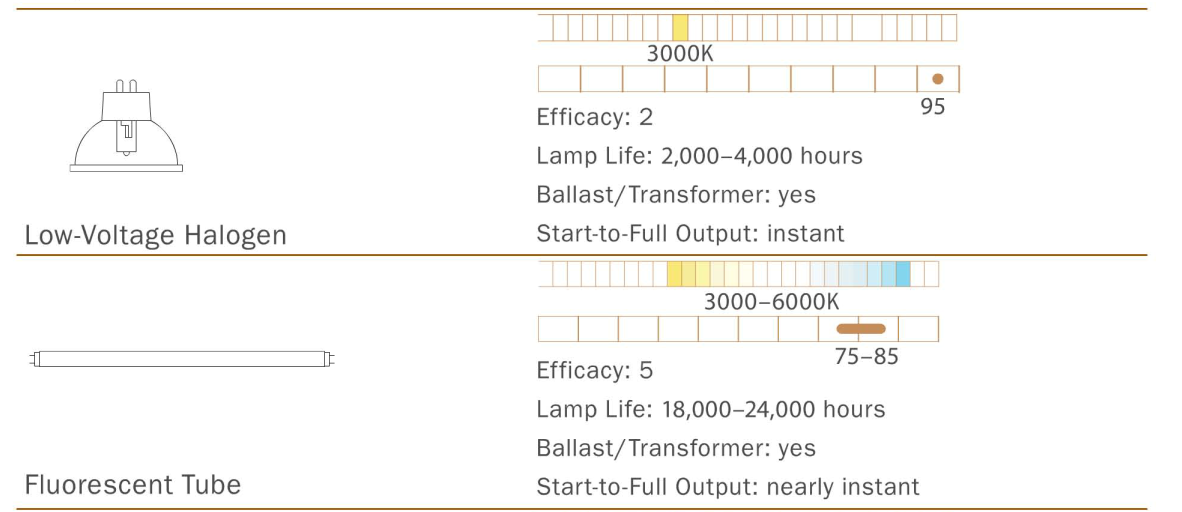 3000K
95
Efficacy: 2
Lamp Life: 2,000–4,000 hours
Ballast/Transformer: yes
Low-Voltage Halogen
Start-to-Full Output: instant
3000–6000K
75–85
Efficacy: 5
Lamp Life: 18,000–24,000 hours
Ballast/Transformer: yes
Fluorescent Tube
Start-to-Full Output: nearly instant